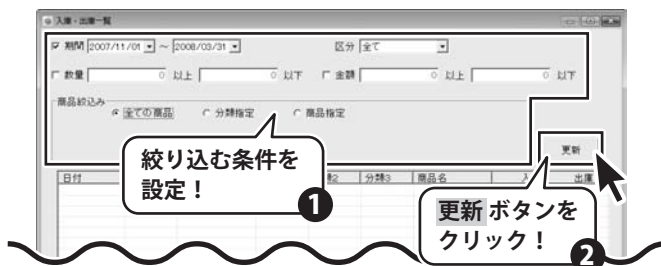 入庫・出庫一覧
期間 2007/11/01 ~ 2008/03/31 区分 全て
数量 0 以上 0 以下 金額 0 以上 0 以下
商品絞込み
全ての商品 分類指定 商品指定
更新
日付 分類3 商品名 出庫
絞り込む条件を
設定！
1
更新 ボタンを
クリック！
2